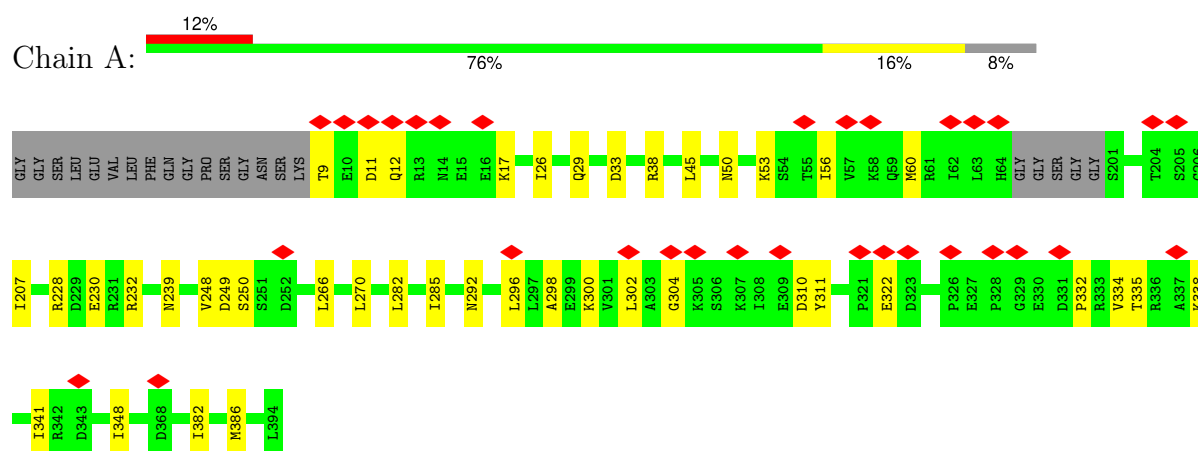 12%
Chain A:
76% 16% 8%
GLY GLY SER LEU GLU VAL LEU PHE GLN GLY PRO SER GLY ASN SER LYS T9 E10 D11 Q12 R13 N14 E15 E16 K17 I26 Q29 D33 R38 L45 N50 K53 S54 T55 I56 V57 K58 Q59 M60 R61 I62 L63 H64 GLY GLY SER GLY GLY S201 T204 S205 G206
I207 R228 D229 E230 R231 R232 N239 V248 D249 S250 S251 D252 L266 L270 L282 I285 N292 L296 L297 A298 E299 K300 V301 L302 A303 G304 K305 S306 K307 I308 E309 D310 Y311 P321 E322 D323 P326 E327 P328 G329 E330 D331 P332 R333 V334 T335 R336 A337 K338
I341 R342 D343 I348 D368 I382 M386 L394